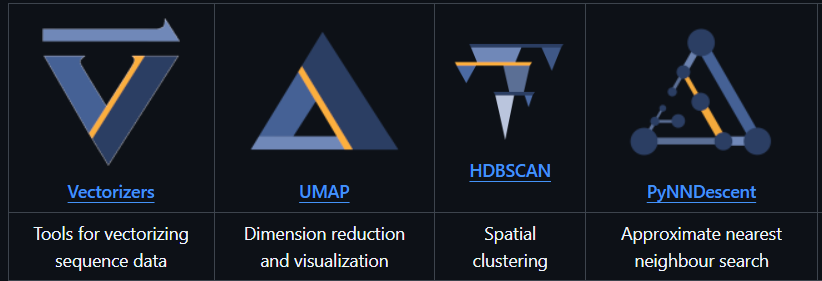 Vectorizers
UMAP
HDBSCAN
PyNNDescent
Tools for vectorizing
sequence data
Dimension reduction
and visualization
Spatial
clustering
Approximate nearest
neighbour search